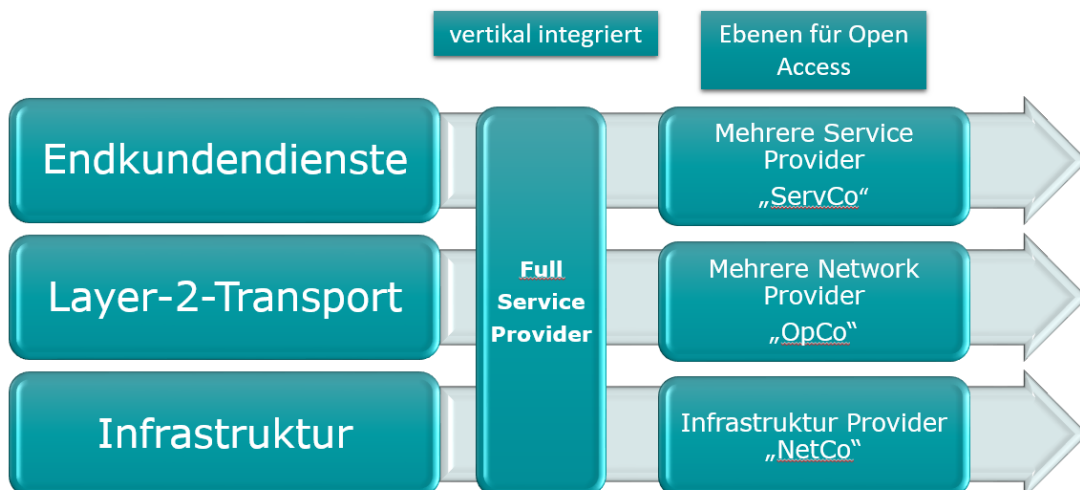 vertikal integriert
Ebenen für Open
Access
Endkundendienste
Mehrere Service
Provider
„ServCo“
Layer-2-Transport
Full
Service
Provider
Mehrere Network
Provider
„OpCo“
Infrastruktur
Infrastruktur Provider
„NetCo“